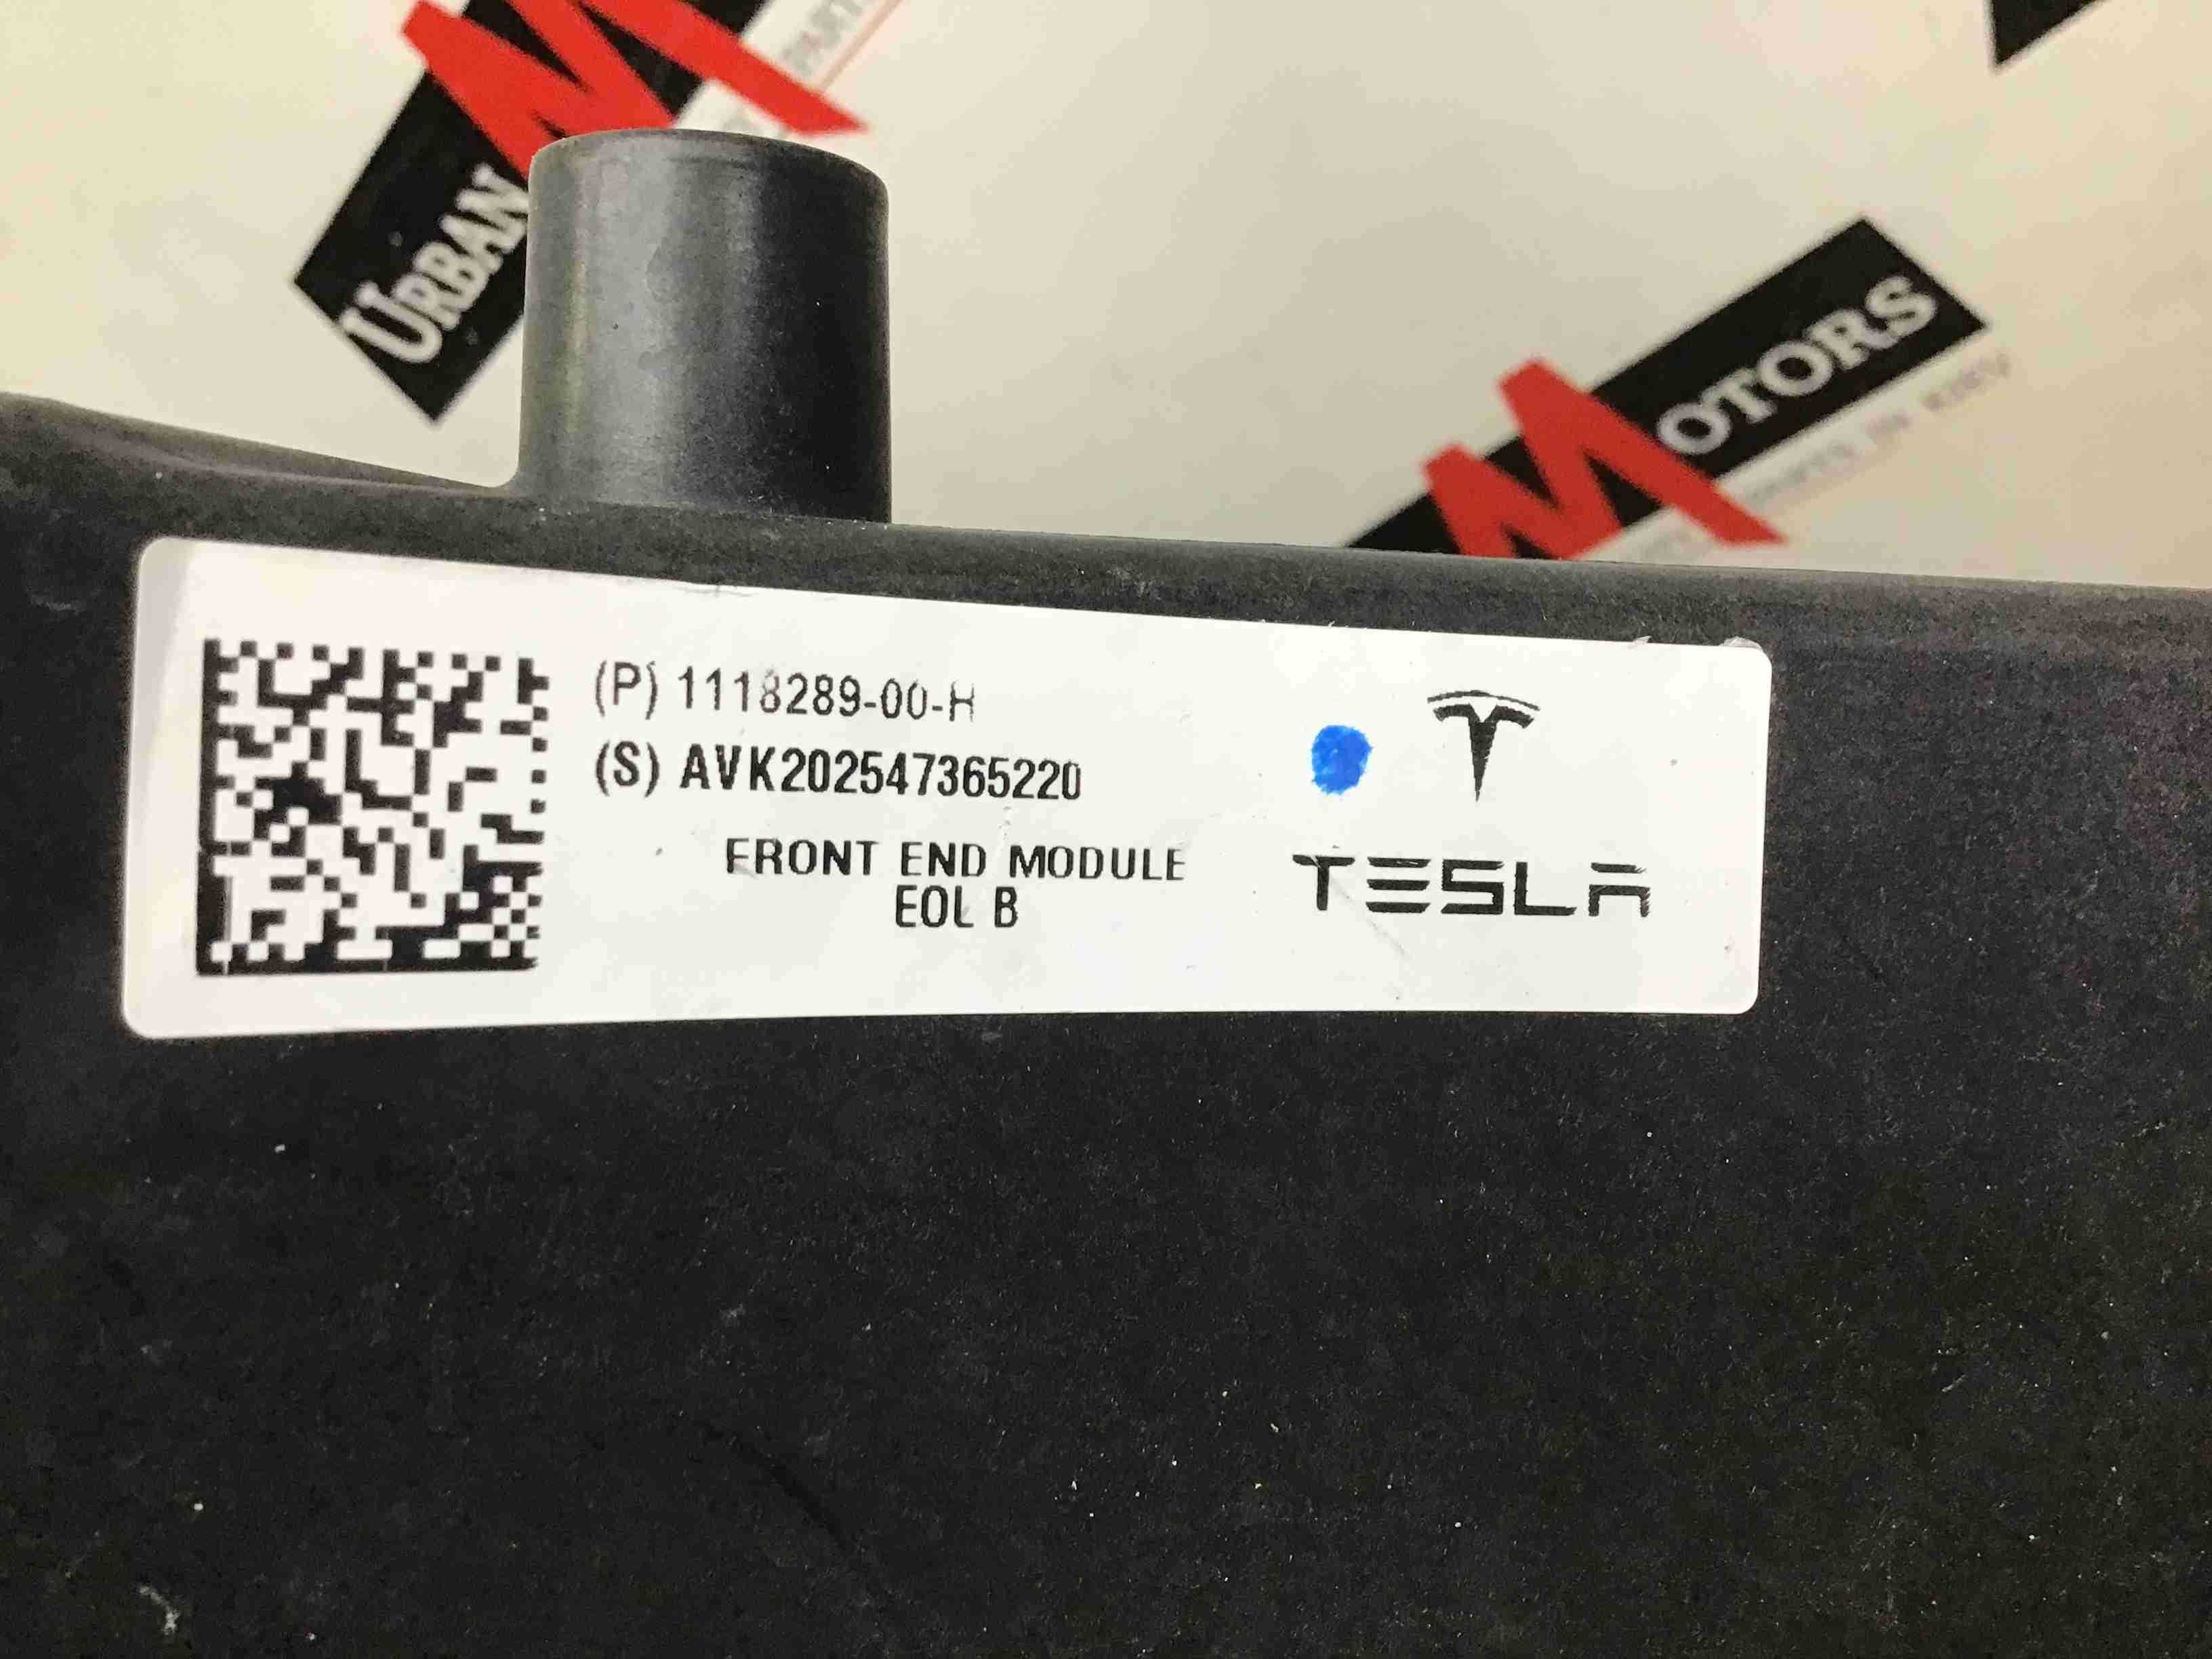 URBAN
MOTORS
(P) 1118289-00-H
(S) AVK202547365220
FRONT END MODULE
EOL B
TESLA